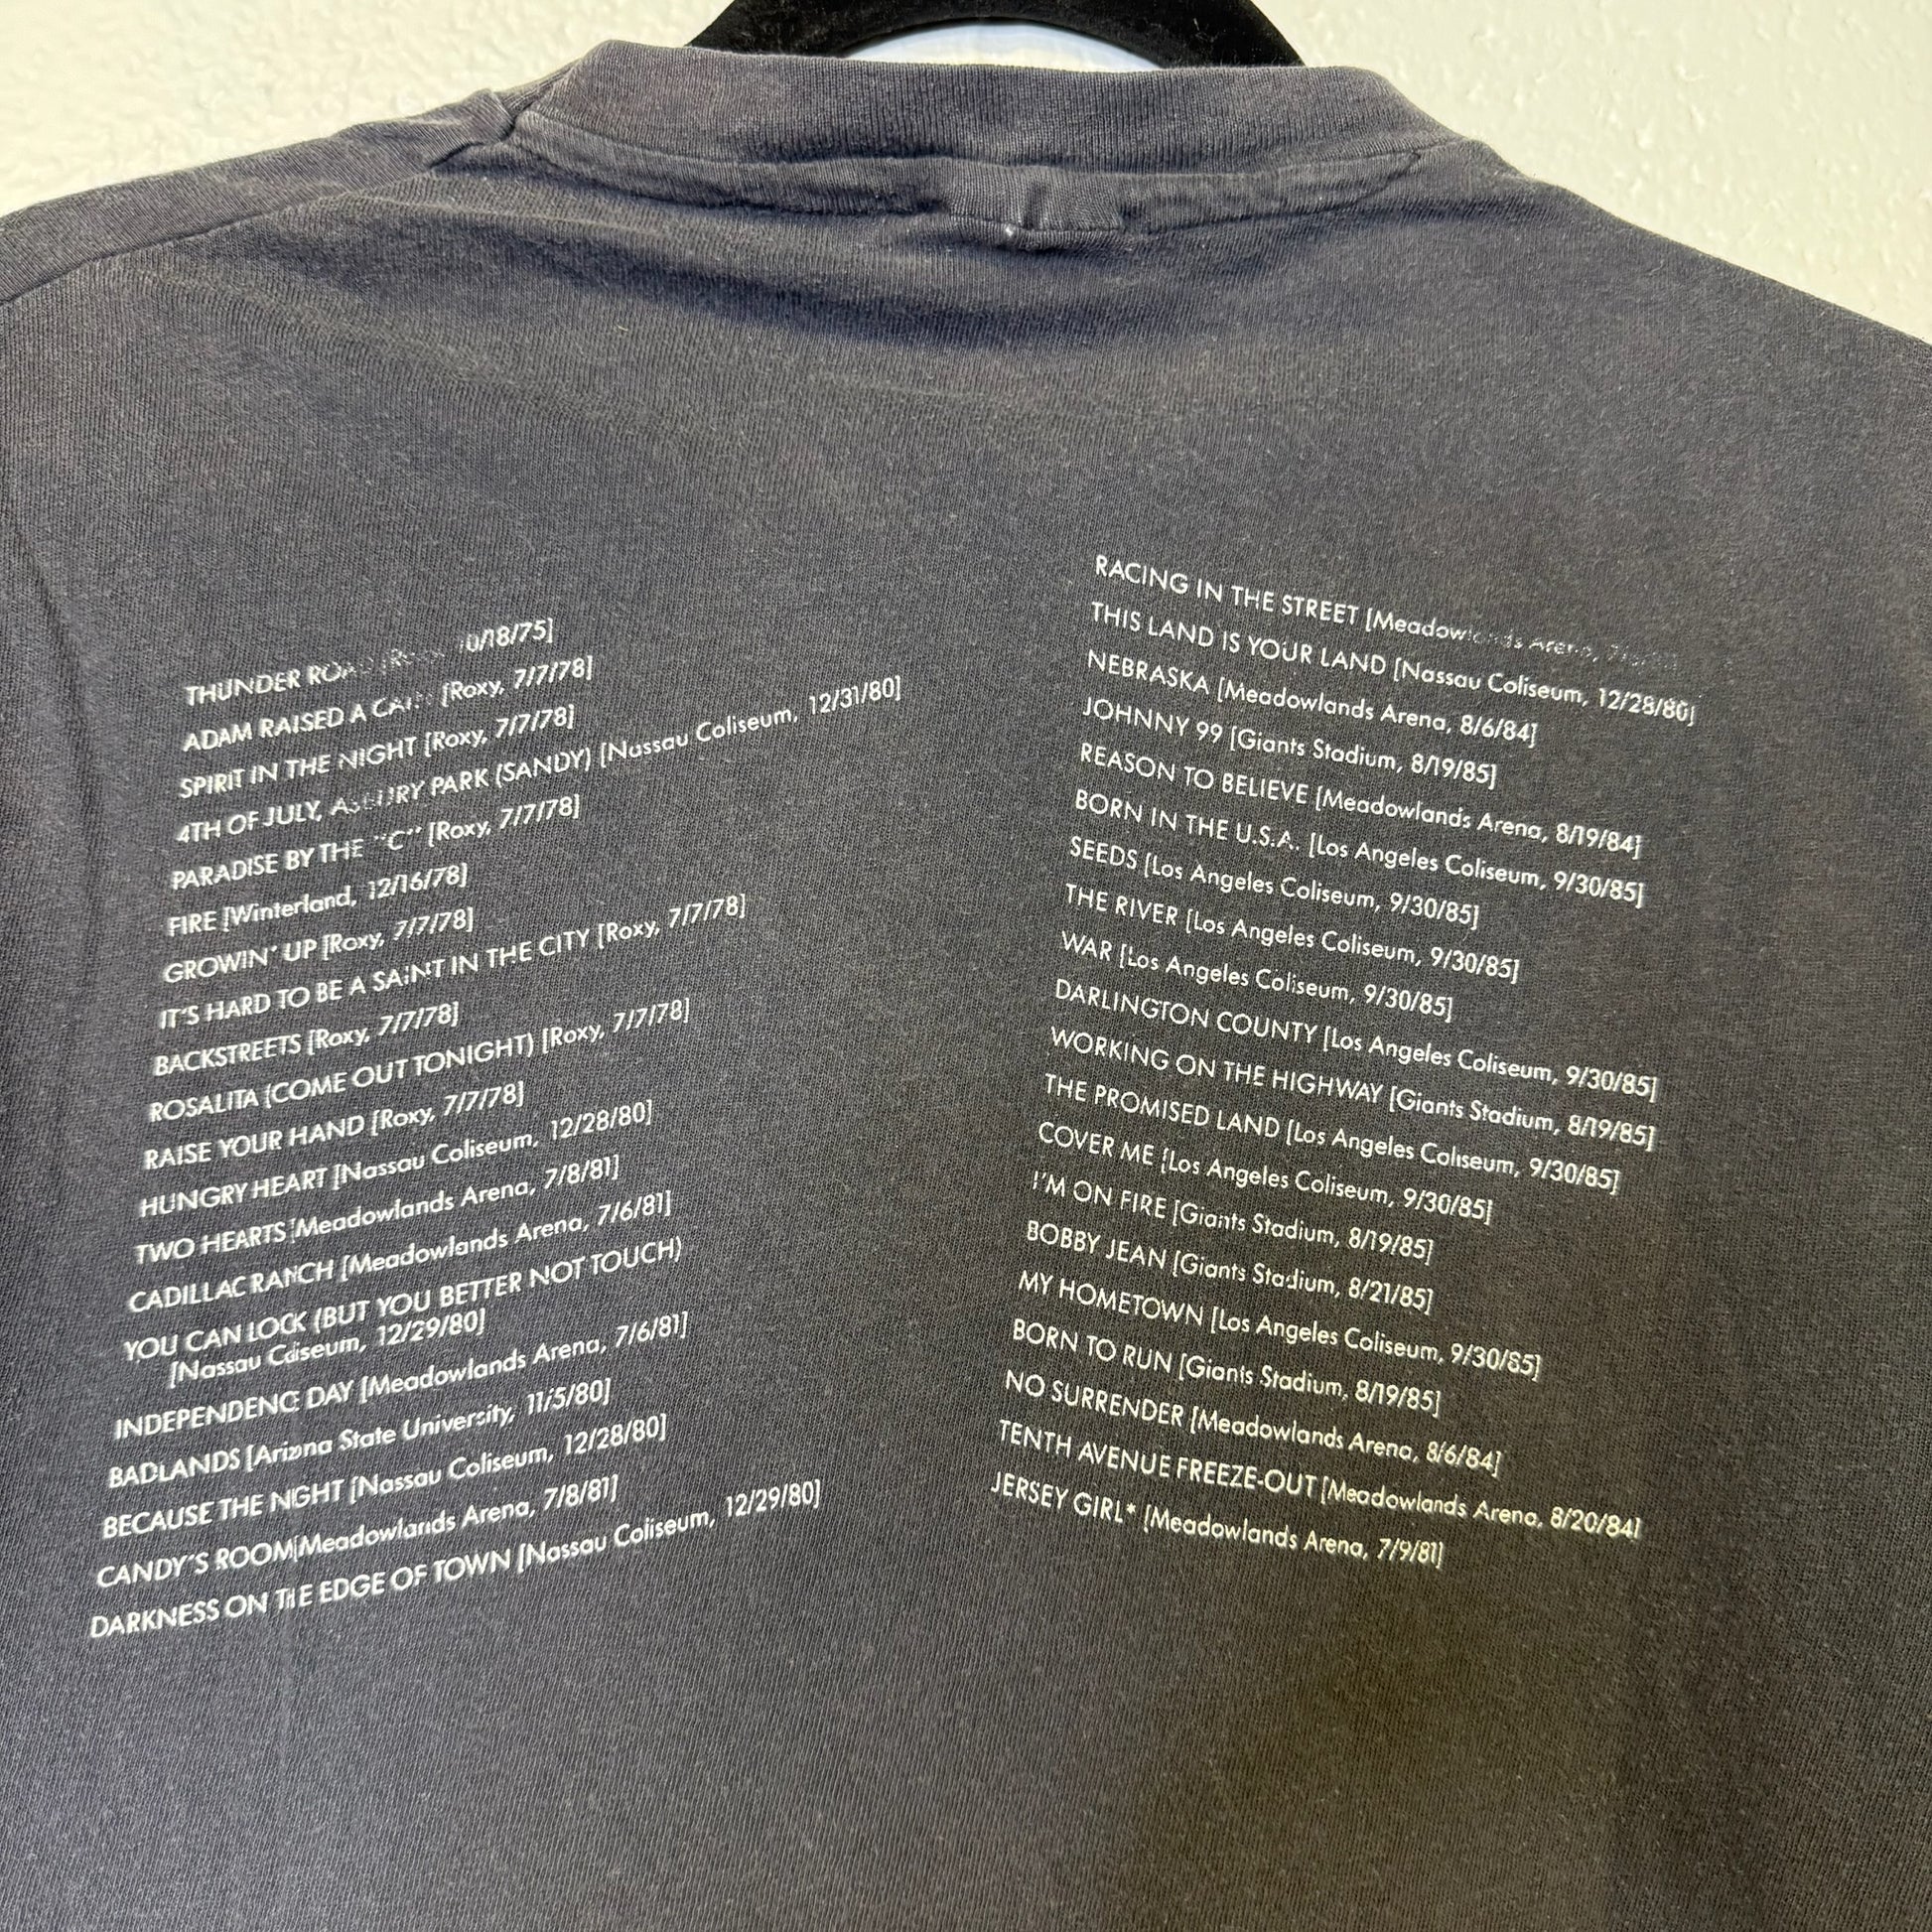 THUNDER ROAD [Roxy, 10/18/75]
ADAM RAISED A CAIN [Roxy, 7/7/78]
SPIRIT IN THE NIGHT [Roxy, 7/7/78]
4TH OF JULY, ASBURY PARK (SANDY) [Nassau Coliseum, 12/31/80]
PARADISE BY THE "C" [Roxy, 7/7/78]
FIRE [Winterland, 12/16/78]
GROWIN' UP [Roxy, 7/7/78]
IT'S HARD TO BE A SAINT IN THE CITY [Roxy, 7/7/78]
BACKSTREETS [Roxy, 7/7/78]
ROSALITA (COME OUT TONIGHT) [Roxy, 7/7/78]
RAISE YOUR HAND [Roxy, 7/7/78]
HUNGRY HEART [Nassau Coliseum, 12/28/80]
TWO HEARTS [Meadowlands Arena, 7/8/81]
CADILLAC RANCH [Meadowlands Arena, 7/6/81]
YOU CAN LOOK (BUT YOU BETTER NOT TOUCH)
[Nassau Coliseum, 12/29/80]
INDEPENDENCE DAY [Meadowlands Arena, 7/6/81]
BADLANDS [Arizona State University, 11/5/80]
BECAUSE THE NIGHT [Nassau Coliseum, 12/28/80]
CANDY'S ROOM [Meadowlands Arena, 7/8/81]
DARKNESS ON THE EDGE OF TOWN [Nassau Coliseum, 12/29/80]
RACING IN THE STREET [Meadowlands Arena,
THIS LAND IS YOUR LAND [Nassau Coliseum, 12/28/80]
NEBRASKA [Meadowlands Arena, 8/6/84]
JOHNNY 99 [Giants Stadium, 8/19/85]
REASON TO BELIEVE [Meadowlands Arena, 8/19/84]
BORN IN THE U.S.A. [Los Angeles Coliseum, 9/30/85]
SEEDS [Los Angeles Coliseum, 9/30/85]
THE RIVER [Los Angeles Coliseum, 9/30/85]
WAR [Los Angeles Coliseum, 9/30/85]
DARLINGTON COUNTY [Los Angeles Coliseum, 9/30/85]
WORKING ON THE HIGHWAY [Giants Stadium, 8/19/85]
THE PROMISED LAND [Los Angeles Coliseum, 9/30/85]
COVER ME [Los Angeles Coliseum, 9/30/85]
I'M ON FIRE [Giants Stadium, 8/19/85]
BOBBY JEAN [Giants Stadium, 8/21/85]
MY HOMETOWN [Los Angeles Coliseum, 9/30/85]
BORN TO RUN [Giants Stadium, 8/19/85]
NO SURRENDER [Meadowlands Arena, 8/6/84]
TENTH AVENUE FREEZE-OUT [Meadowlands Arena, 8/20/84]
JERSEY GIRL* [Meadowlands Arena, 7/9/81]